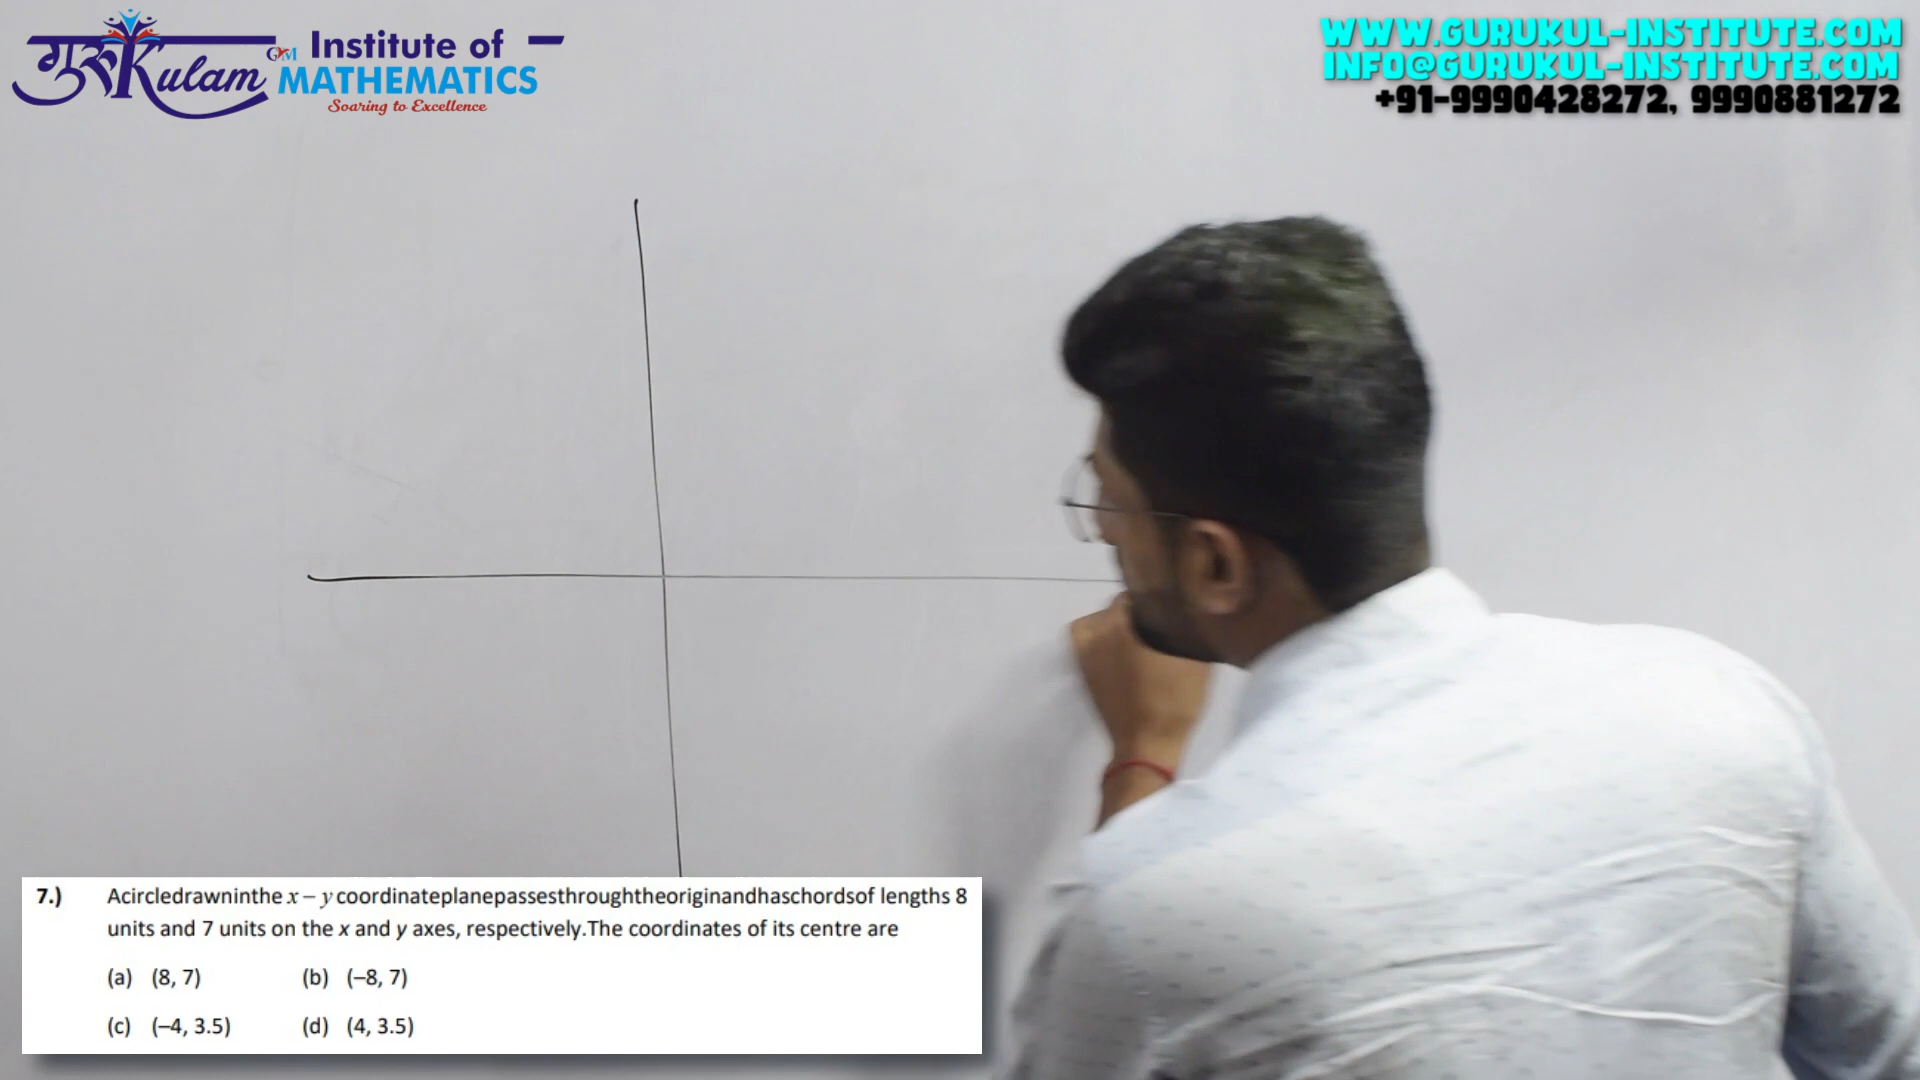 गुरुKulam GKM Institute of
MATHEMATICS
Soaring to Excellence
WWW.GURUKUL-INSTITUTE.COM
INFO@GURUKUL-INSTITUTE.COM
+91-9990428272, 9990881272
7.) Acircledrawninthe x – y coordinateplanepassesthroughtheoriginandhaschordsof lengths 8
units and 7 units on the x and y axes, respectively.The coordinates of its centre are
(a) (8, 7) (b) (–8, 7)
(c) (–4, 3.5) (d) (4, 3.5)